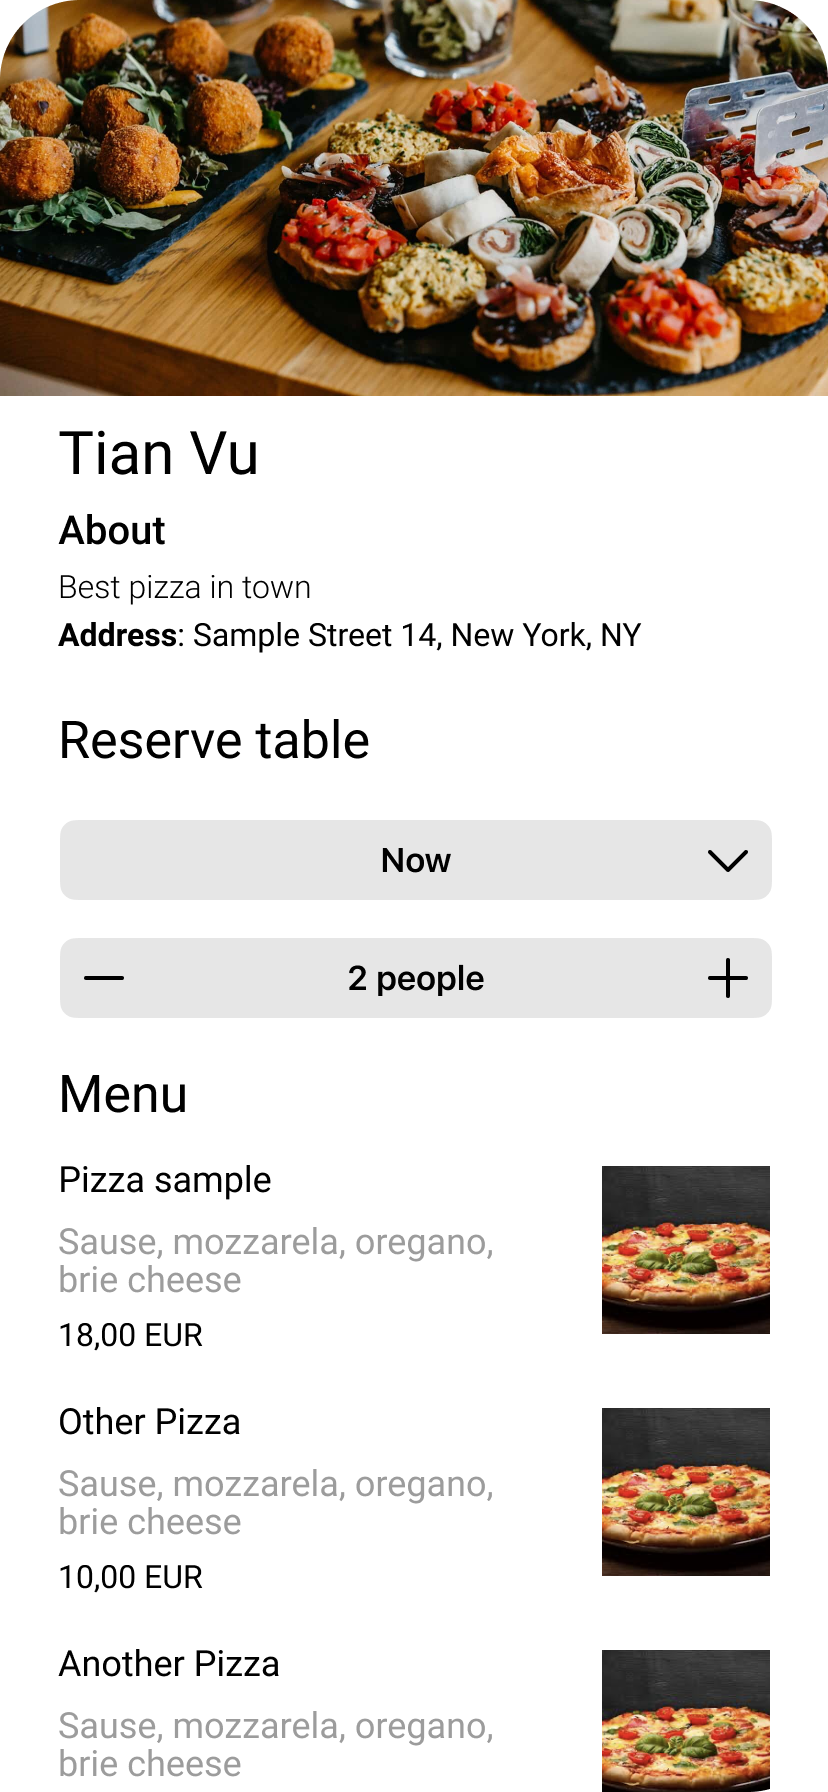 Tian Vu
About
Best pizza in town
Address: Sample Street 14, New York, NY
Reserve table
Now
2 people
Menu
Pizza sample
Sause, mozzarela, oregano,
brie cheese
18,00 EUR
Other Pizza
Sause, mozzarela, oregano,
brie cheese
10,00 EUR
Another Pizza
Sause, mozzarela, oregano,
brie cheese